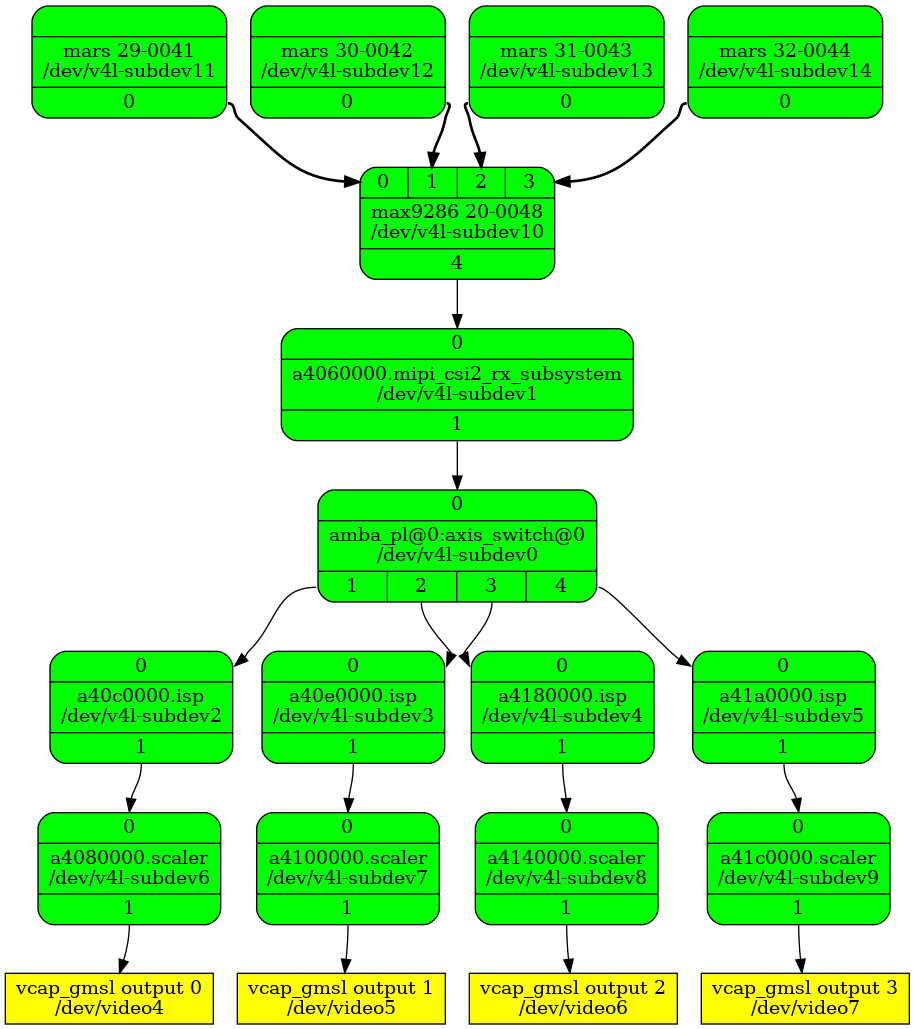 mars 29-0041
/dev/v4l-subdev11
0
mars 30-0042
/dev/v4l-subdev12
0
mars 31-0043
/dev/v4l-subdev13
0
mars 32-0044
/dev/v4l-subdev14
0
0 1 2 3
max9286 20-0048
/dev/v4l-subdev10
4
0
a4060000.mipi_csi2_rx_subsystem
/dev/v4l-subdev1
1
0
amba_pl@0:axis_switch@0
/dev/v4l-subdev0
1 2 3 4
0
a40c0000.isp
/dev/v4l-subdev2
1
0
a40e0000.isp
/dev/v4l-subdev3
1
0
a4180000.isp
/dev/v4l-subdev4
1
0
a41a0000.isp
/dev/v4l-subdev5
1
0
a4080000.scaler
/dev/v4l-subdev6
1
0
a4100000.scaler
/dev/v4l-subdev7
1
0
a4140000.scaler
/dev/v4l-subdev8
1
0
a41c0000.scaler
/dev/v4l-subdev9
1
vcap_gmsl output 0
/dev/video4
vcap_gmsl output 1
/dev/video5
vcap_gmsl output 2
/dev/video6
vcap_gmsl output 3
/dev/video7